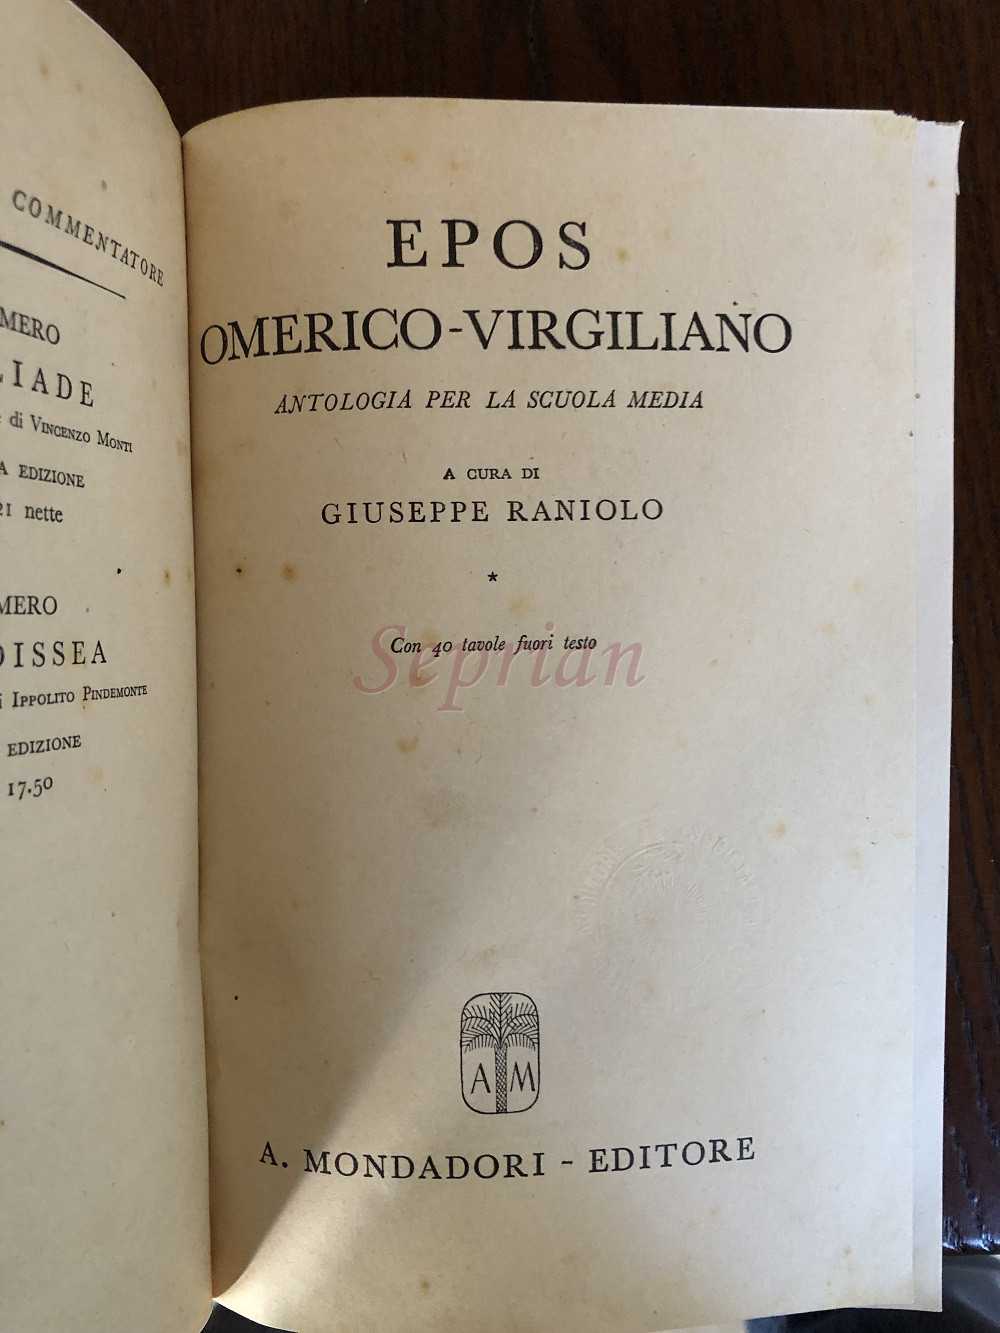 COMMENTATORE
MERO
LIADE
di VINCENZO MONTI
A EDIZIONE
21 nette
MERO
DISSEA
i IPPOLITO PINDEMONTE
EDIZIONE
17.50
EPOS
OMERICO-VIRGILIANO
ANTOLOGIA PER LA SCUOLA MEDIA
A CURA DI
GIUSEPPE RANIOLO
*
Con 40 tavole fuori testo
Seprian
A M
A. MONDADORI - EDITORE